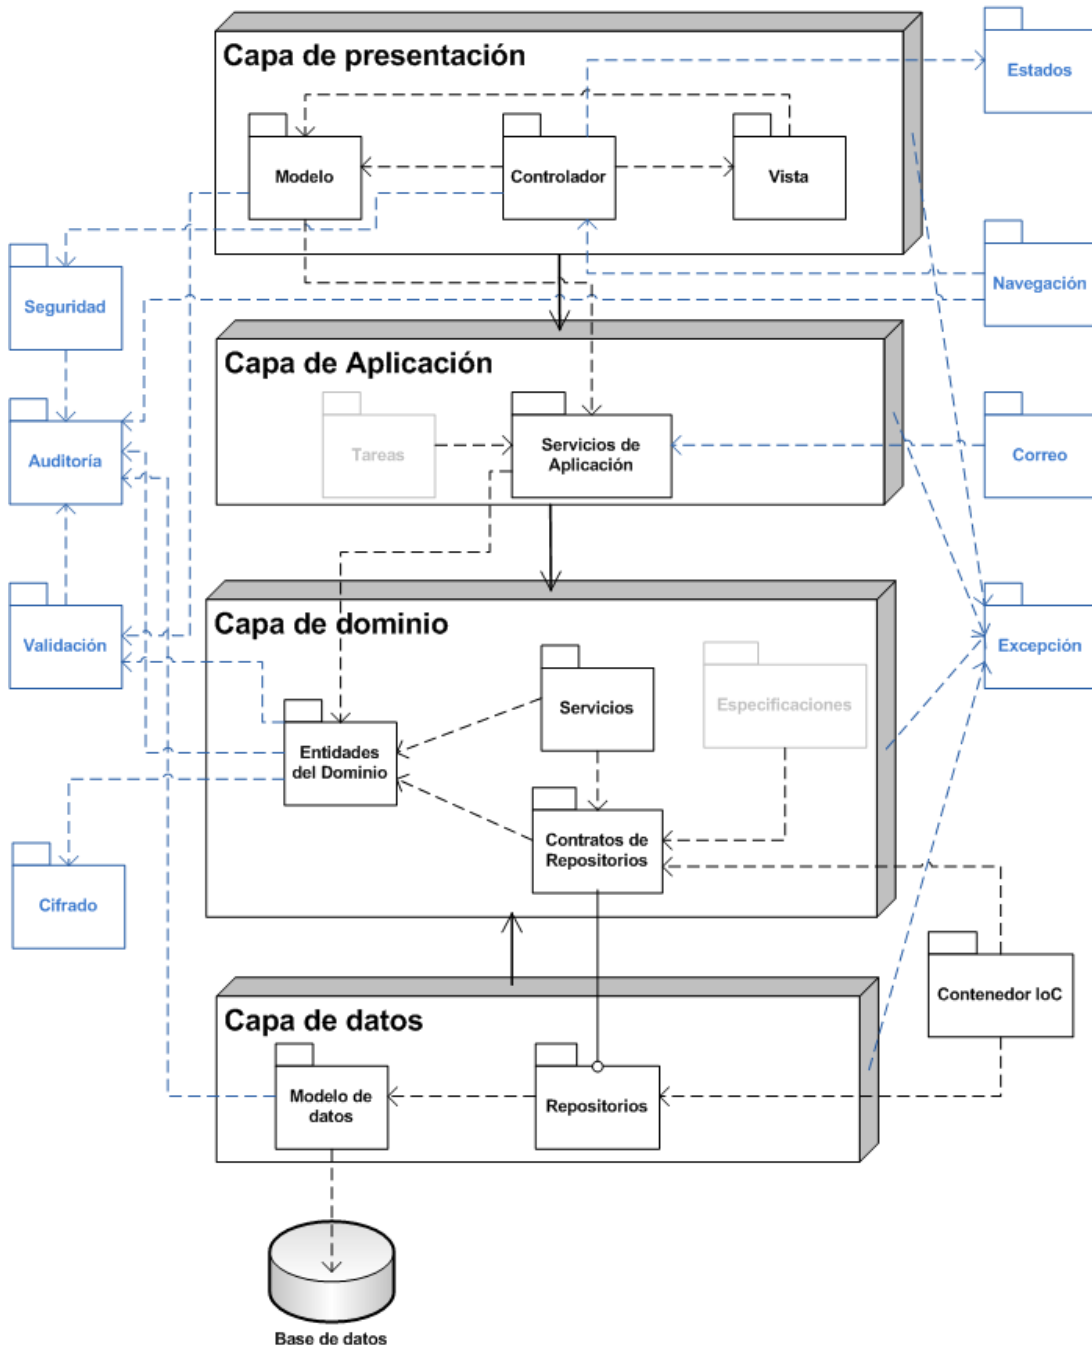 Capa de presentación
Estados
Modelo
Controlador
Vista
Seguridad
Navegación
Capa de Aplicación
Tareas
Servicios de
Aplicación
Auditoría
Correo
Capa de dominio
Validación
Servicios
Especificaciones
Excepción
Entidades
del Dominio
Contratos de
Repositorios
Cifrado
Contenedor IoC
Capa de datos
Modelo de
datos
Repositorios
Base de datos